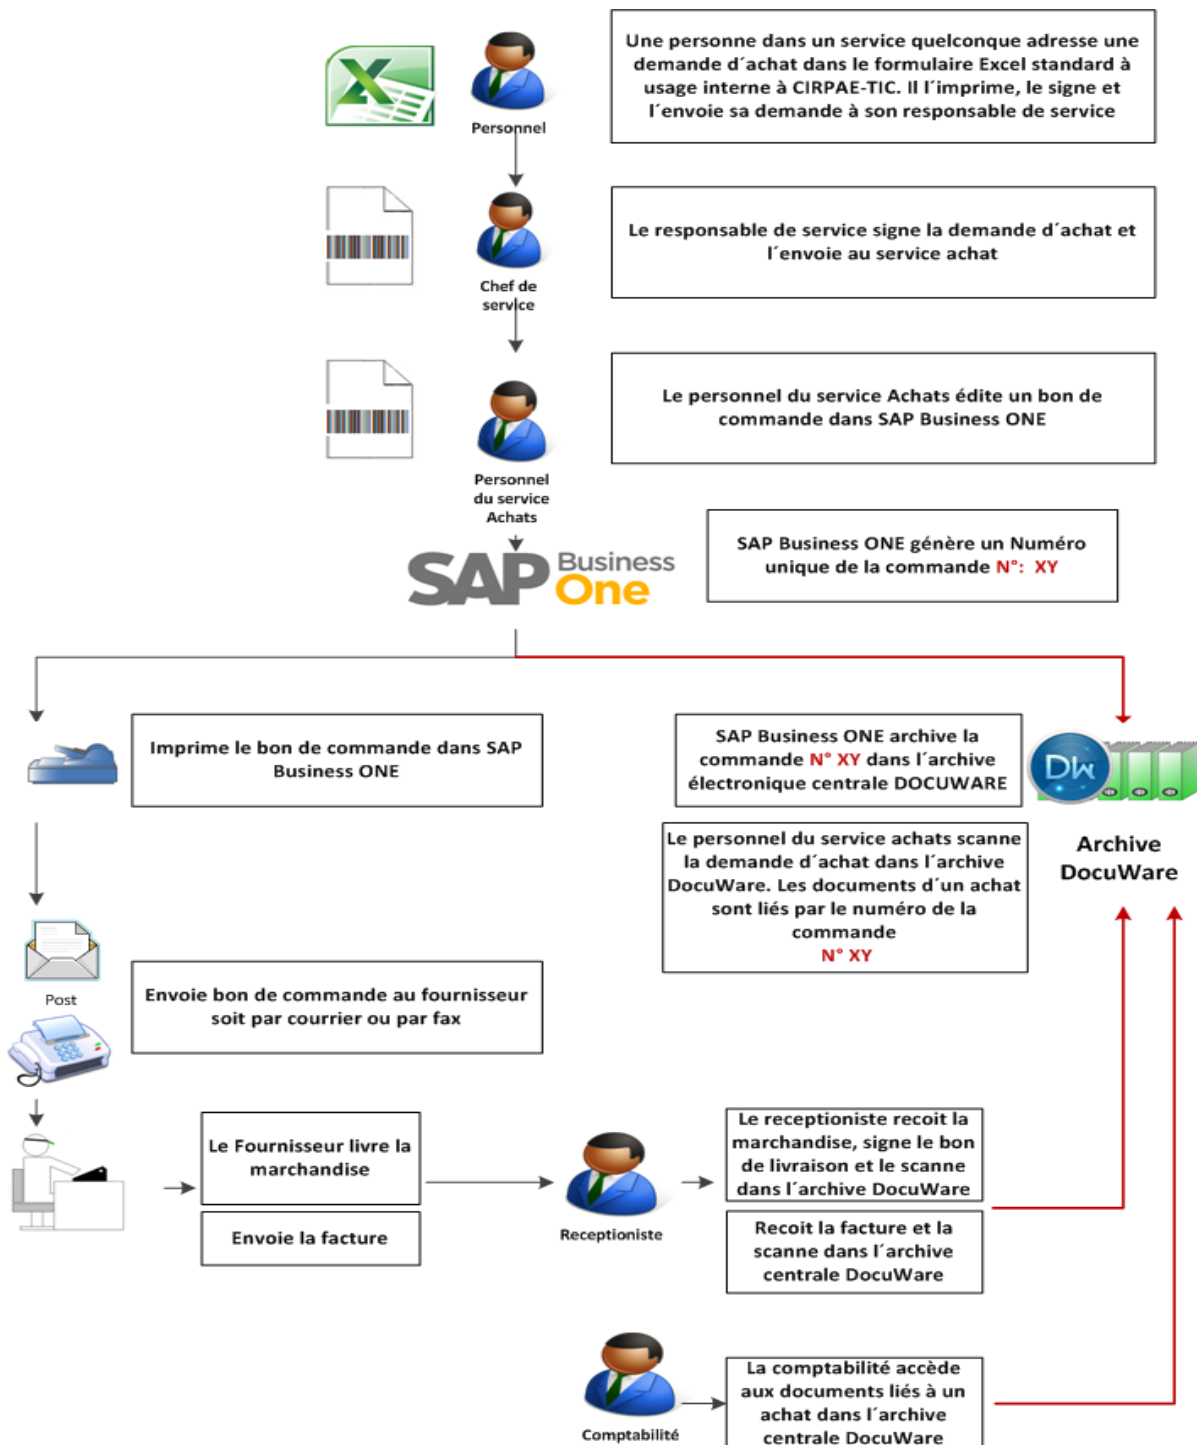 Une personne dans un service quelconque adresse une
demande d´achat dans le formulaire Excel standard à
usage interne à CIRPAE-TIC. Il l´imprime, le signe et
l´envoie sa demande à son responsable de service
Personnel
Le responsable de service signe la demande d´achat et
l´envoie au service achat
Chef de
service
Le personnel du service Achats édite un bon de
commande dans SAP Business ONE
Personnel
du service
Achats
SAP Business One
SAP Business ONE génère un Numéro
unique de la commande N°: XY
Imprime le bon de commande dans SAP
Business ONE
SAP Business ONE archive la
commande N° XY dans l´archive
électronique centrale DOCUWARE
DW
Archive
DocuWare
Le personnel du service achats scanne
la demande d´achat dans l´archive
DocuWare. Les documents d´un achat
sont liés par le numéro de la
commande
N° XY
Post
Envoie bon de commande au fournisseur
soit par courrier ou par fax
Le Fournisseur livre la
marchandise
Envoie la facture
Receptioniste
Le receptioniste recoit la
marchandise, signe le bon
de livraison et le scanne
dans l´archive DocuWare
Recoit la facture et la
scanne dans l´archive
centrale DocuWare
Comptabilité
La comptabilité accède
aux documents liés à un
achat dans l´archive
centrale DocuWare